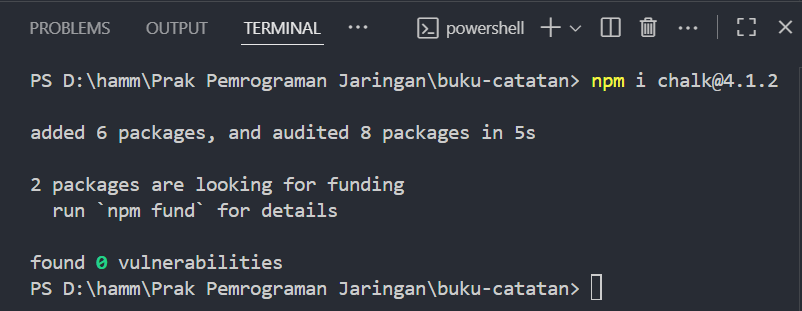 PROBLEMS OUTPUT TERMINAL ··· powershell ···
PS D:\hamm\Prak Pemrograman Jaringan\buku-catatan> npm i chalk@4.1.2
added 6 packages, and audited 8 packages in 5s
2 packages are looking for funding
  run `npm fund` for details
found 0 vulnerabilities
PS D:\hamm\Prak Pemrograman Jaringan\buku-catatan>